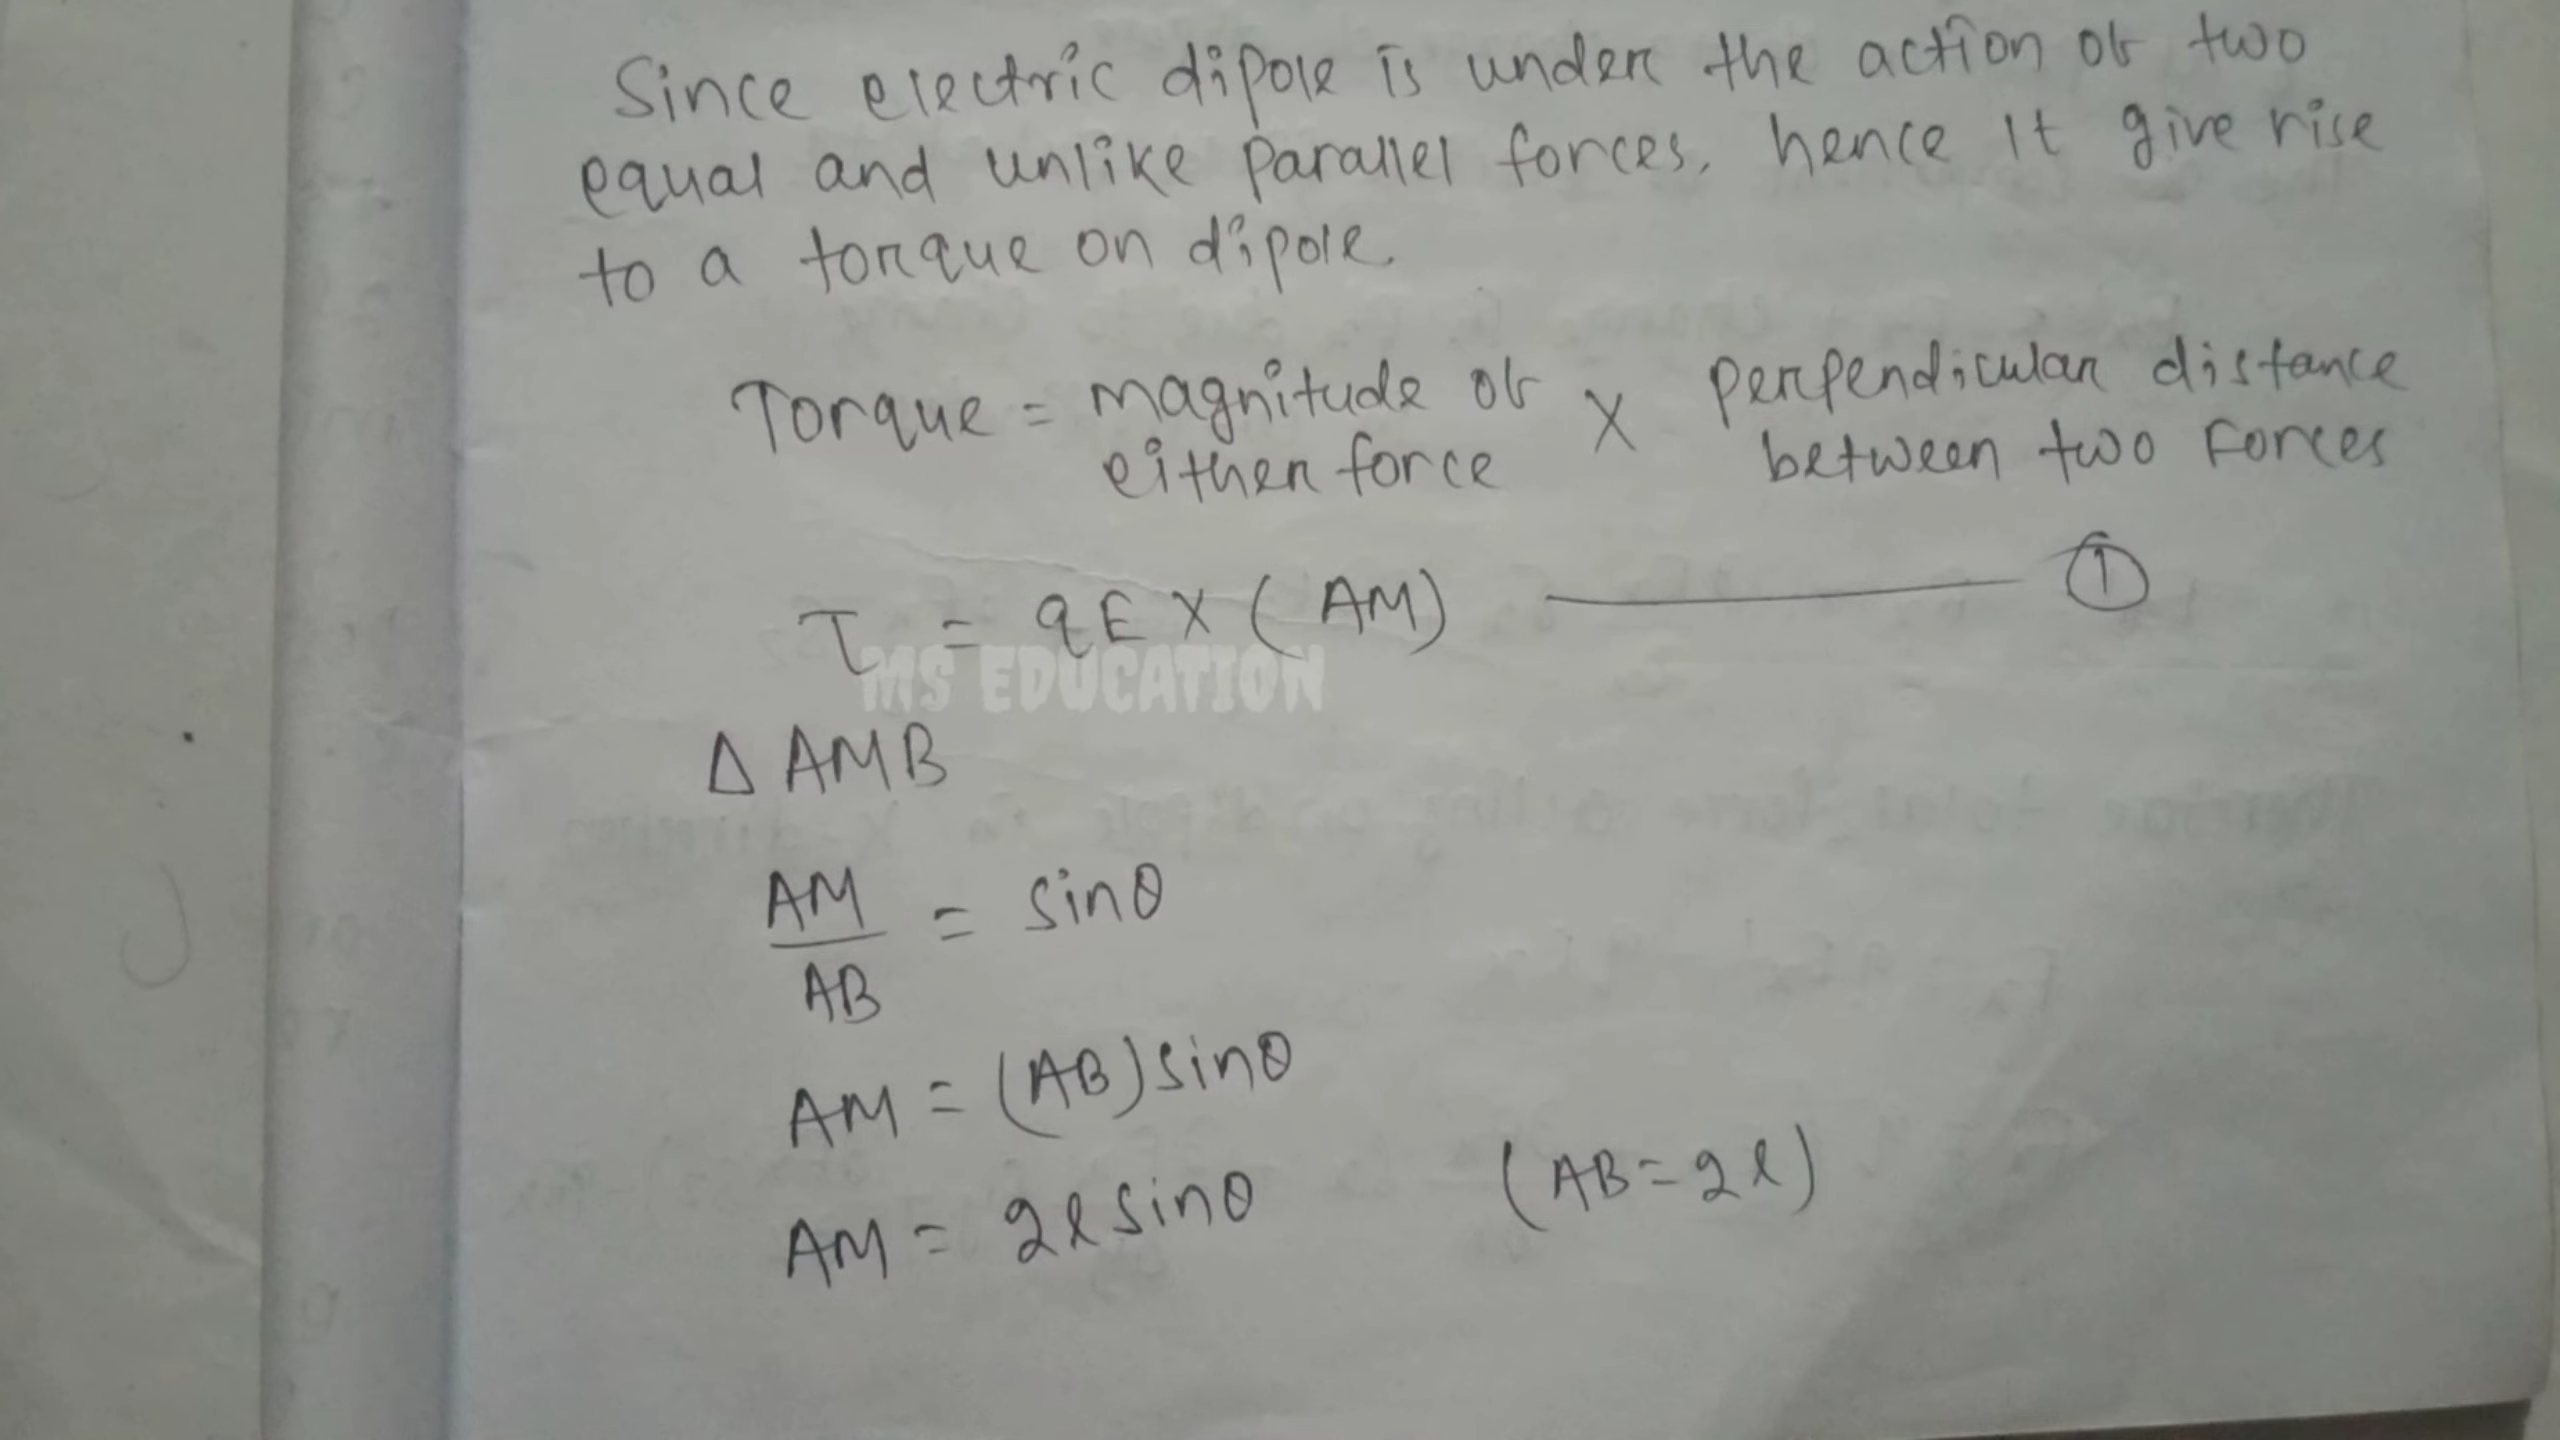 Since electric dipole is under the action of two
equal and unlike parallel forces, hence it give rise
to a torque on dipole.
Torque = magnitude of either force × perpendicular distance between two forces
τ = qE × (AM) ——— ①
MS EDUCATION
Δ AMB
AM/AB = sinθ
AM = (AB) sinθ
AM = 2l sinθ (AB = 2l)